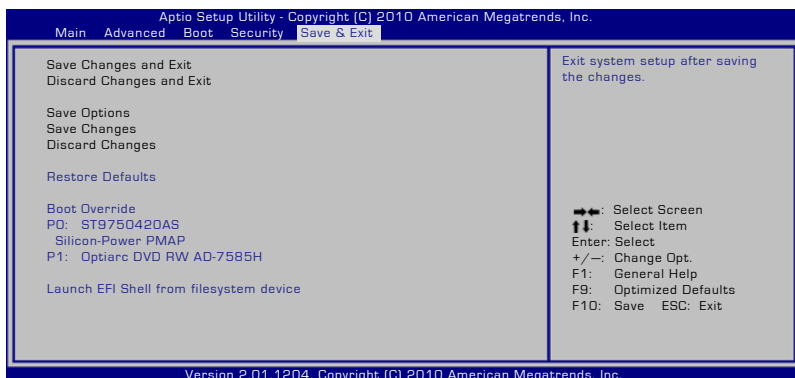 Aptio Setup Utility - Copyright (C) 2010 American Megatrends, Inc.
Main Advanced Boot Security Save & Exit
Save Changes and Exit
Discard Changes and Exit
Save Options
Save Changes
Discard Changes
Restore Defaults
Boot Override
P0: ST9750420AS
Silicon-Power PMAP
P1: Optiarc DVD RW AD-7585H
Launch EFI Shell from filesystem device
Exit system setup after saving
the changes.
→←: Select Screen
↑↓: Select Item
Enter: Select
+/—: Change Opt.
F1: General Help
F9: Optimized Defaults
F10: Save ESC: Exit
Version 2.01.1204. Copyright (C) 2010 American Megatrends, Inc.